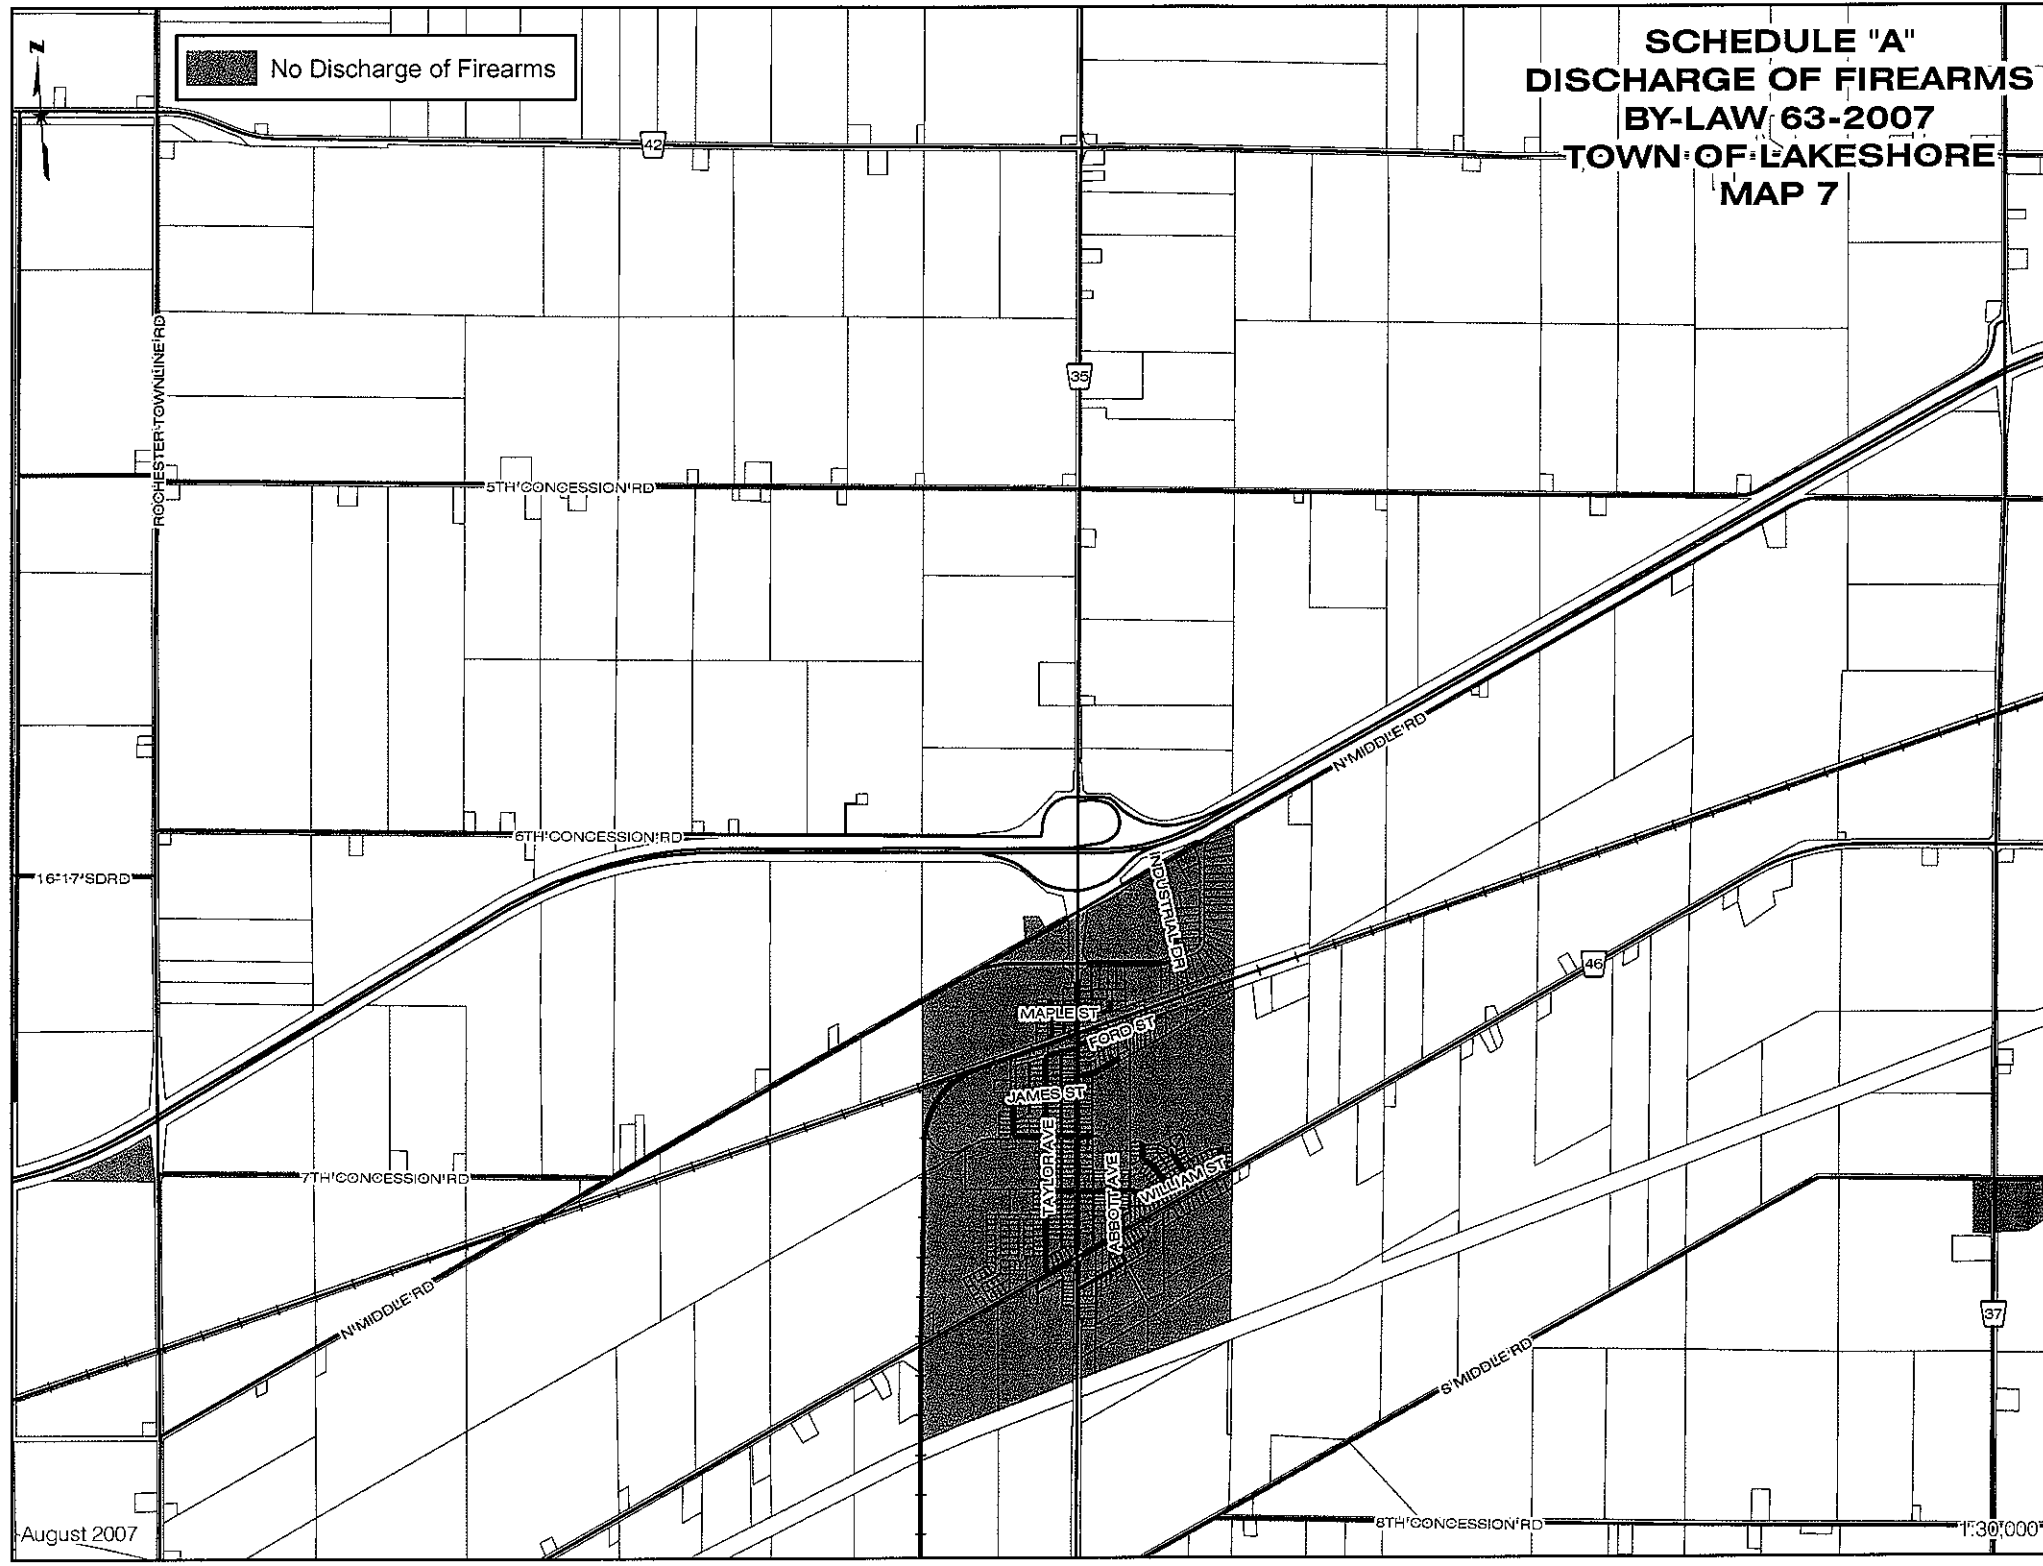 SCHEDULE "A"
DISCHARGE OF FIREARMS
BY-LAW 63-2007
TOWN OF LAKESHORE
MAP 7
N
No Discharge of Firearms
42
ROCHESTER TOWNLINE RD
35
5TH CONCESSION RD
N MIDDLE RD
6TH CONCESSION RD
16-17 SDRD
INDUSTRIAL DR
46
MAPLE ST
FORD ST
JAMES ST
TAYLOR AVE
ABBOTT AVE
WILLIAM ST
7TH CONCESSION RD
N MIDDLE RD
37
S MIDDLE RD
8TH CONCESSION RD
August 2007
1:30,000